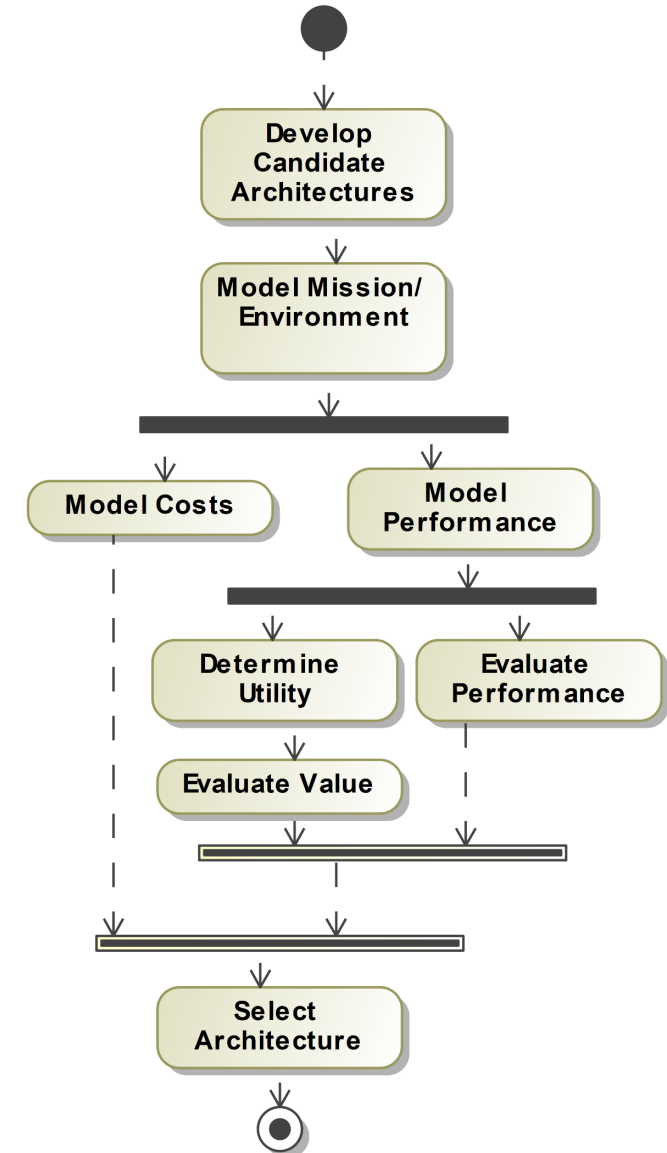 Develop
Candidate
Architectures
Model Mission/
Environment
Model Costs
Model
Performance
Determine
Utility
Evaluate
Performance
Evaluate Value
Select
Architecture